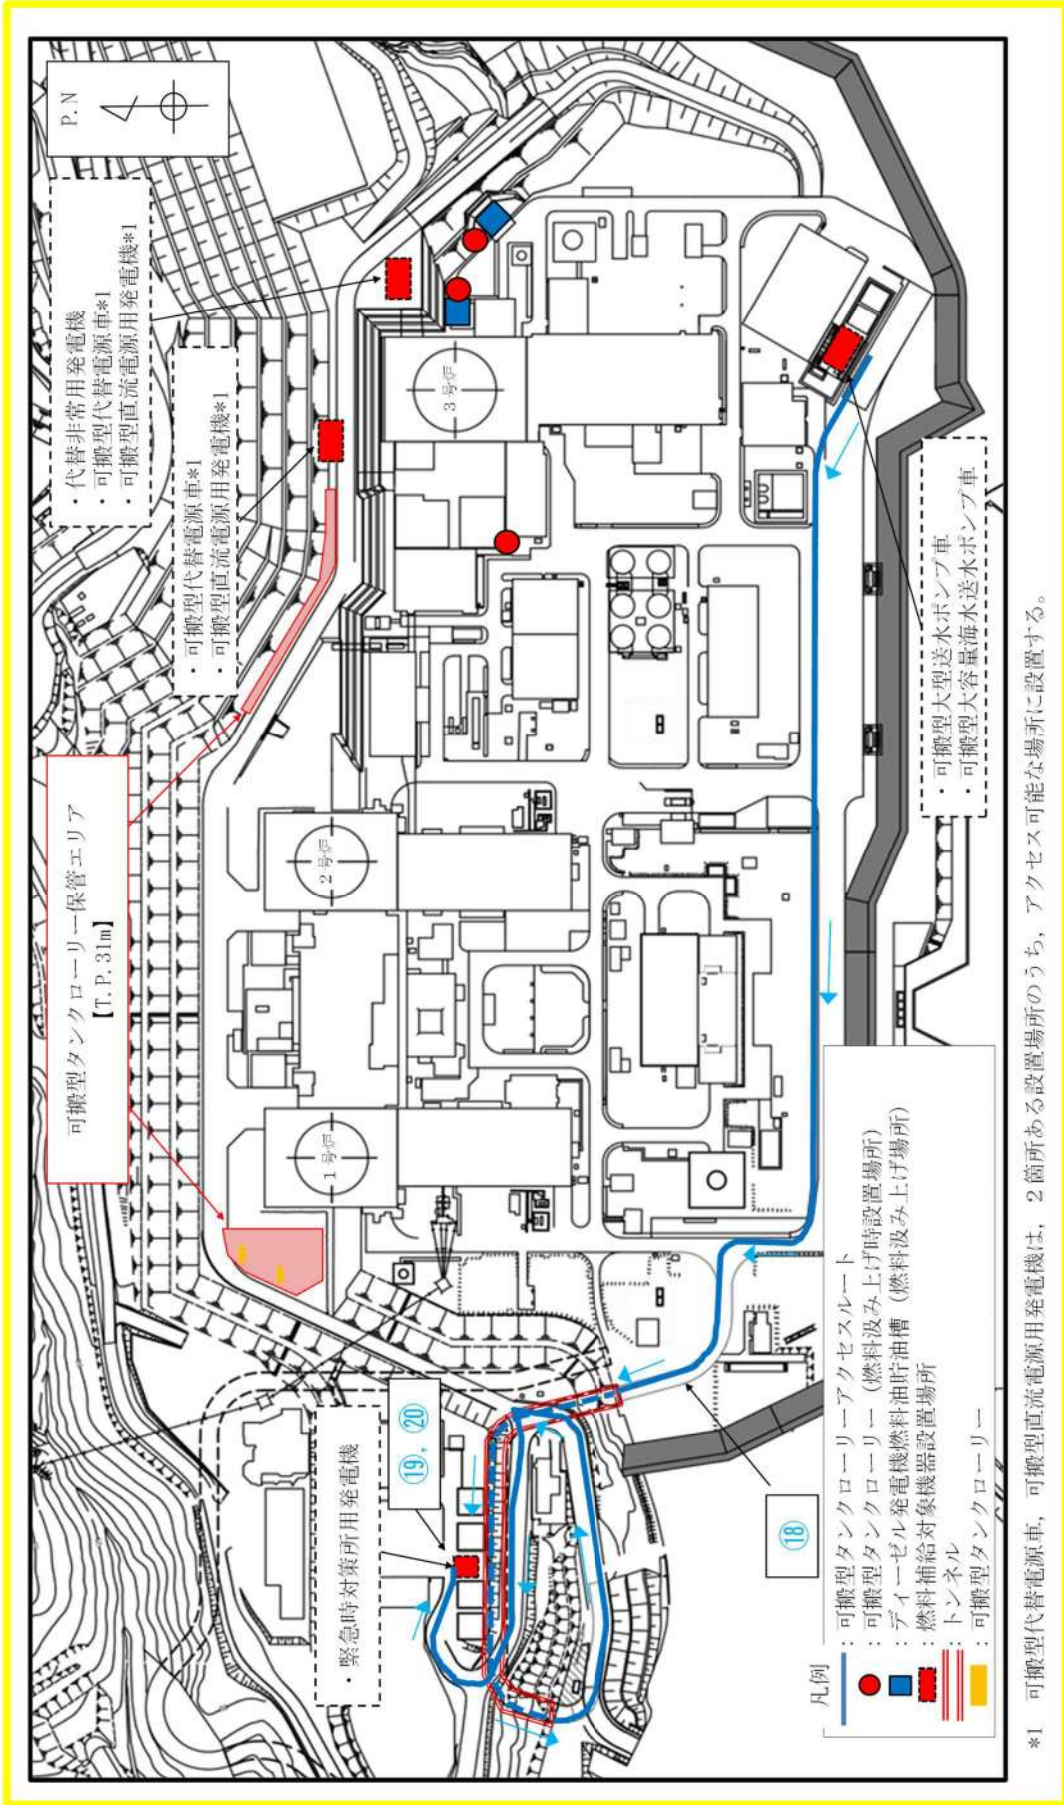 P.N
・代替非常用発電機
・可搬型代替電源車*1
・可搬型直流電源用発電機*1
・可搬型代替電源車*1
・可搬型直流電源用発電機*1
可搬型タンクローリー保管エリア
【T.P.31m】
3号炉
2号炉
1号炉
・緊急時対策所用発電機
⑲, ⑳
⑱
・可搬型大型送水ポンプ車
・可搬型大容量海水送水ポンプ車
凡例
：可搬型タンクローリーアクセスルート
：可搬型タンクローリー（燃料汲み上げ時設置場所）
：ディーゼル発電機燃料油貯油槽（燃料汲み上げ場所）
：燃料補給対象機器設置場所
：トンネル
：可搬型タンクローリー
*1 可搬型代替電源車，可搬型直流電源用発電機は，2箇所ある設置場所のうち，アクセス可能な場所に設置する。